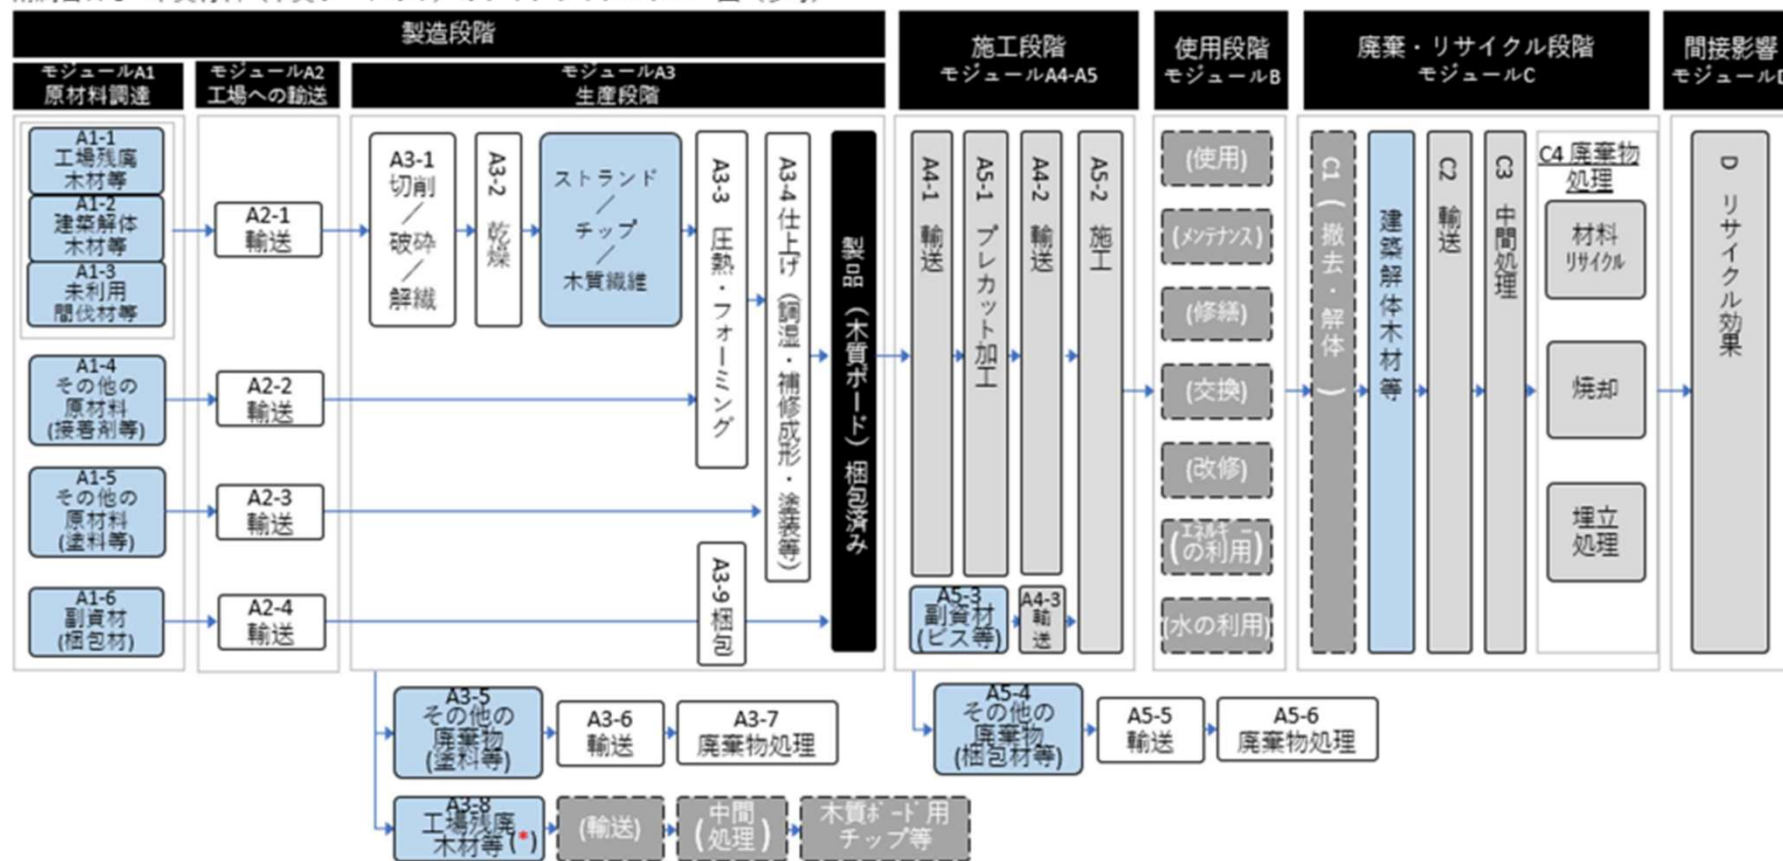 製造段階
施工段階
モジュールA4-A5
使用段階
モジュールB
廃棄・リサイクル段階
モジュールC
間接影響
モジュールD
モジュールA1
原材料調達
モジュールA2
工場への輸送
モジュールA3
生産段階
A1-1
工場残廃
木材等
A1-2
建築解体
木材等
A1-3
未利用
間伐材等
A1-4
その他の
原材料
(接着剤等)
A1-5
その他の
原材料
(塗料等)
A1-6
副資材
(梱包材)
A2-1
輸送
A2-2
輸送
A2-3
輸送
A2-4
輸送
A3-1
切削
/
破砕
/
解繊
A3-2 乾燥
ストランド
/
チップ
/
木質繊維
A3-3 圧熱・フォーミング
A3-4 仕上げ(調湿・補修成形・塗装等)
A3-9 梱包
製品(木質ボード)梱包済み
A4-1 輸送
A5-1 プレカット加工
A4-2 輸送
A5-2 施工
A5-3
副資材
(ビス等)
A4-3
輸
送
(使用)
(メンテナンス)
(修繕)
(交換)
(改修)
(エネルギー
の利用)
(水の利用)
C1(撤去・解体)
建築解体木材等
C2 輸送
C3 中間処理
C4 廃棄物
処理
材料
リサイクル
焼却
埋立
処理
D リサイクル効果
A3-5
その他の
廃棄物
(塗料等)
A3-6
輸送
A3-7
廃棄物処理
A5-4
その他の
廃棄物
(梱包材等)
A5-5
輸送
A5-6
廃棄物処理
A3-8
工場残廃
木材等(*)
(輸送)
(中間
処理)
木質ボード用
チップ等